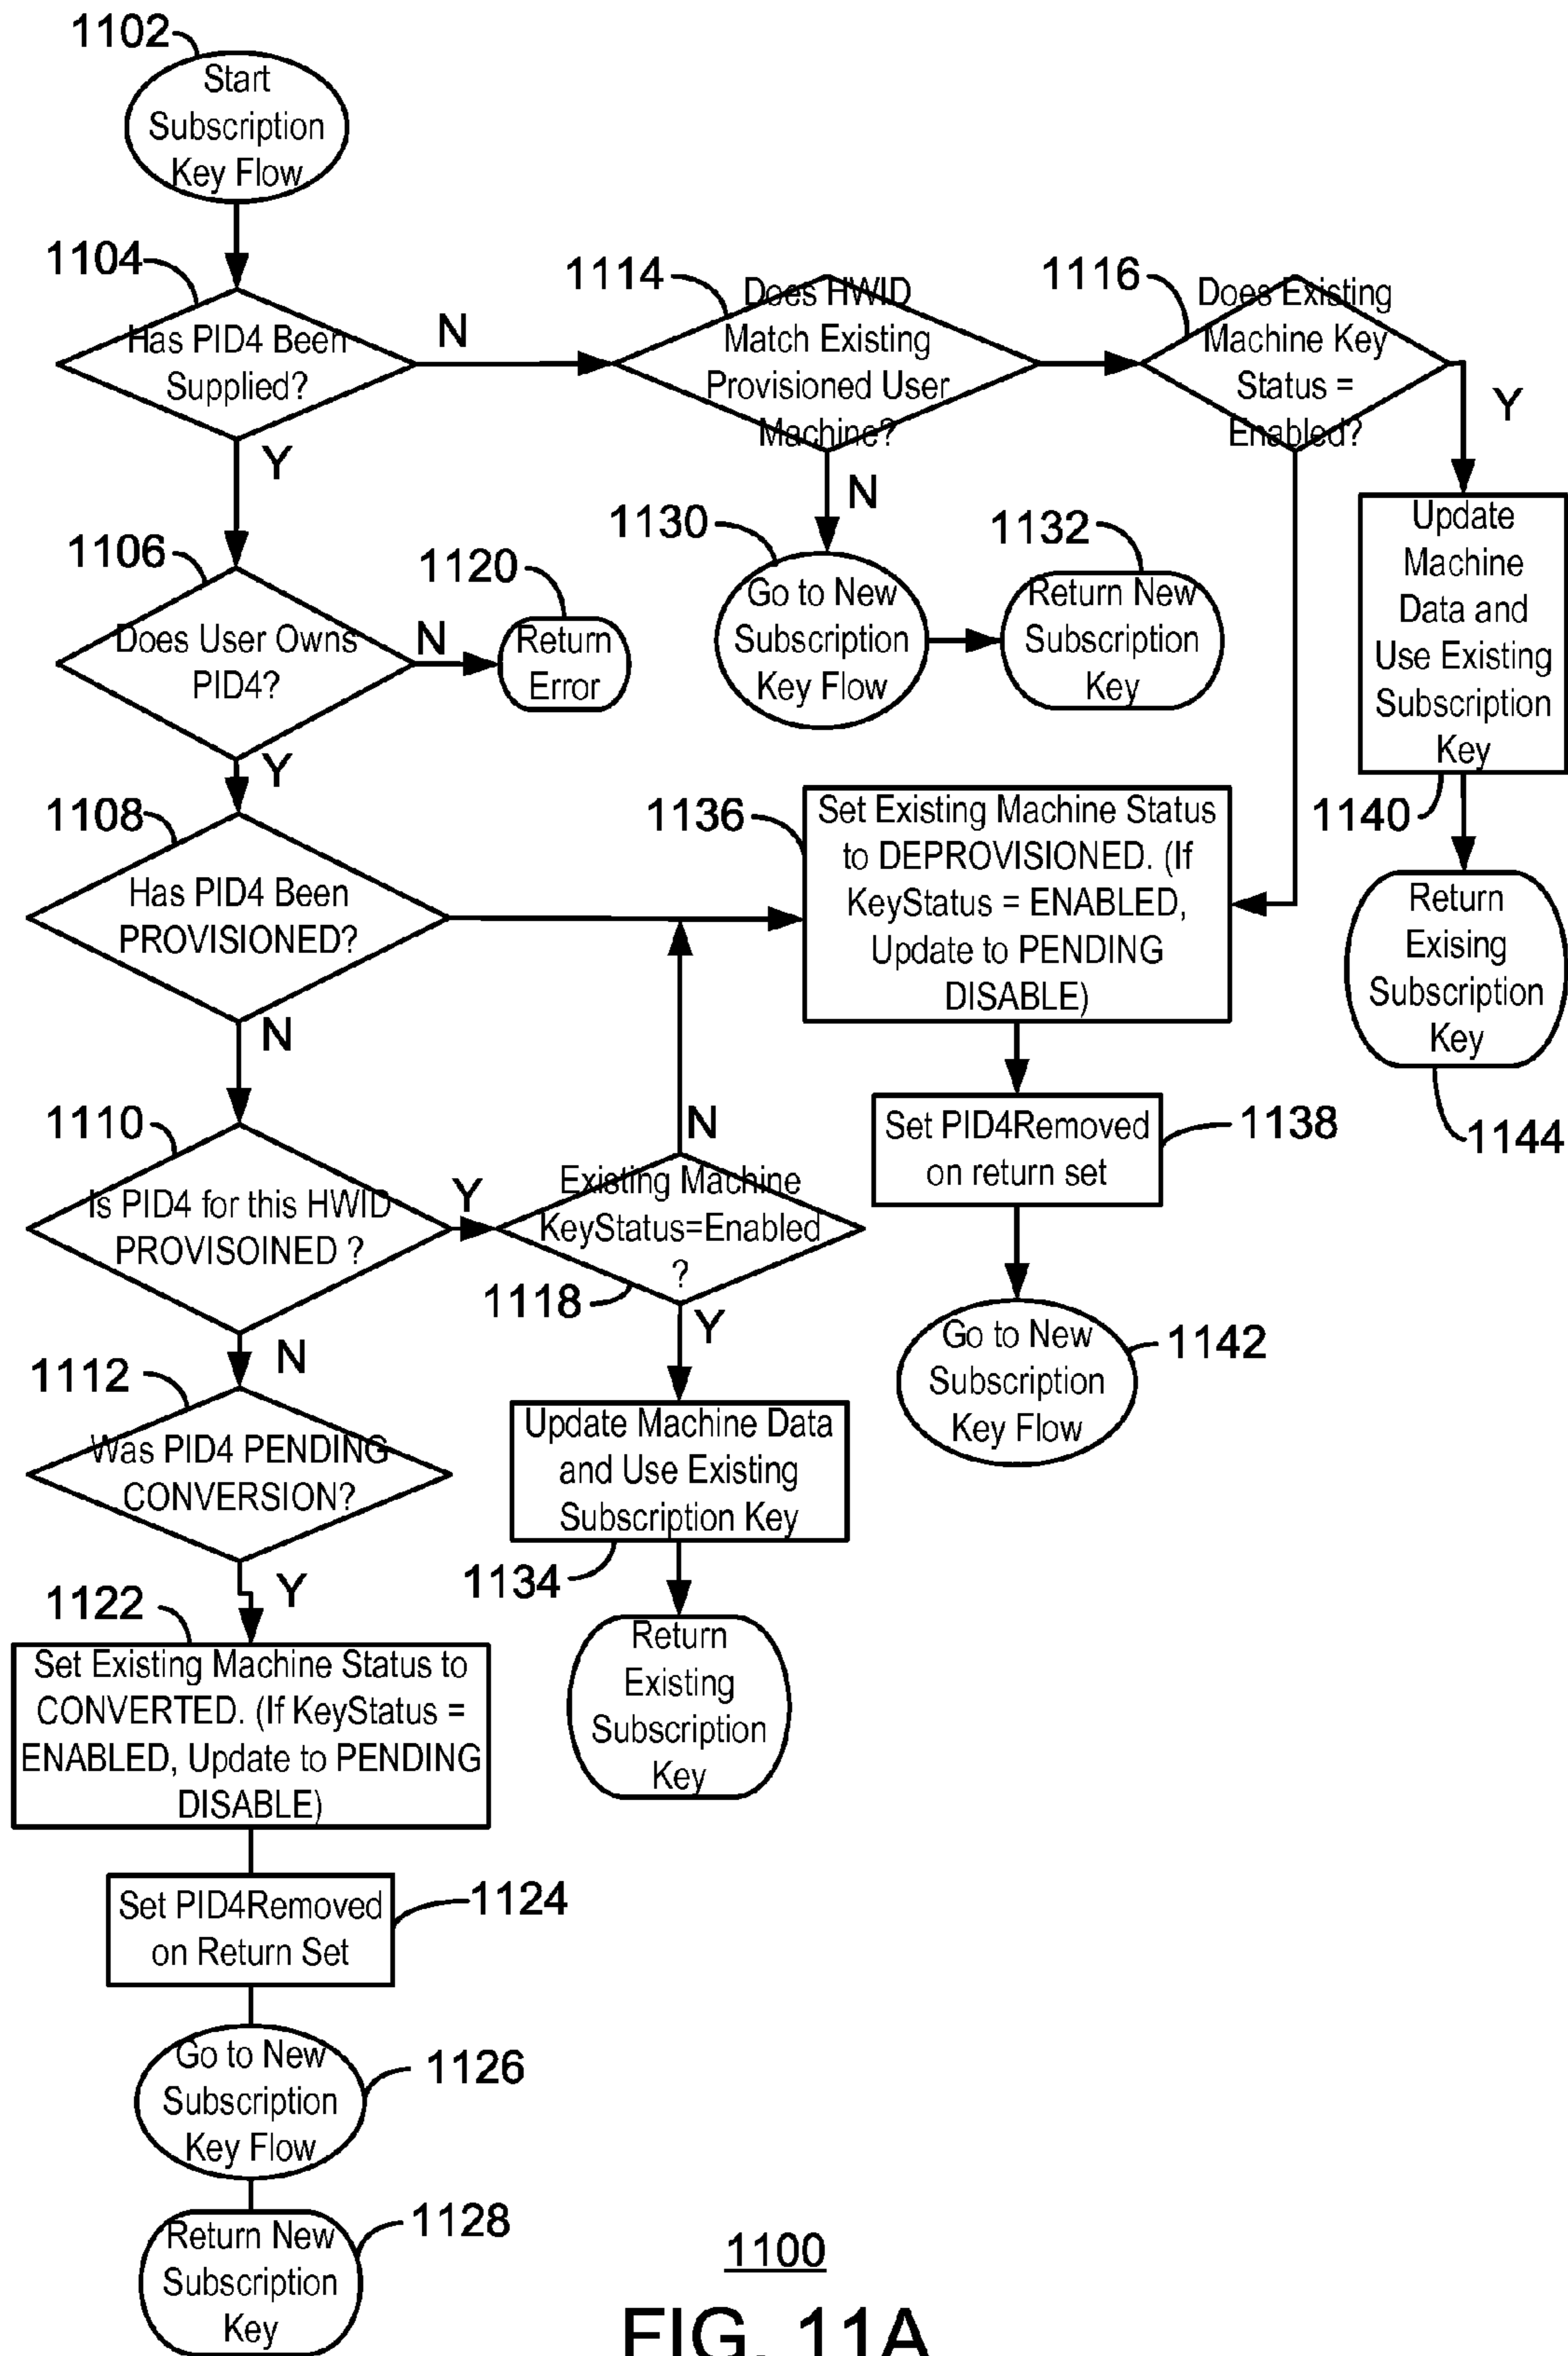 1102
Start
Subscription
Key Flow
1104
Has PID4 Been
Supplied?
N
Y
1114
Does HWID
Match Existing
Provisioned User
Machine?
N
1116
Does Existing
Machine Key
Status =
Enabled?
Y
1106
Does User Owns
PID4?
N
Y
1120
Return
Error
1130
Go to New
Subscription
Key Flow
1132
Return New
Subscription
Key
Update
Machine
Data and
Use Existing
Subscription
Key
1140
Return
Exising
Subscription
Key
1144
1108
Has PID4 Been
PROVISIONED?
N
1136
Set Existing Machine Status
to DEPROVISIONED. (If
KeyStatus = ENABLED,
Update to PENDING
DISABLE)
Set PID4Removed
on return set
1138
Go to New
Subscription
Key Flow
1142
1110
Is PID4 for this HWID
PROVISOINED ?
Y
N
N
Existing Machine
KeyStatus=Enabled
?
1118
Y
Update Machine Data
and Use Existing
Subscription Key
1134
Return
Existing
Subscription
Key
1112
Was PID4 PENDING
CONVERSION?
Y
1122
Set Existing Machine Status to
CONVERTED. (If KeyStatus =
ENABLED, Update to PENDING
DISABLE)
Set PID4Removed
on Return Set
1124
Go to New
Subscription
Key Flow
1126
Return New
Subscription
Key
1128
1100
FIG. 11A